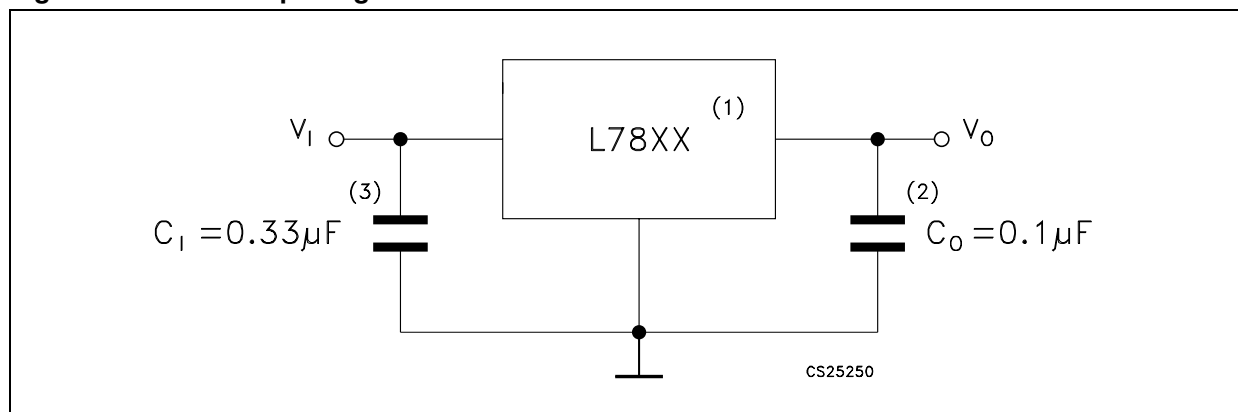 (1)
V_I
L78XX
V_O
(3)
(2)
C_I =0.33µF
C_O =0.1µF
CS25250